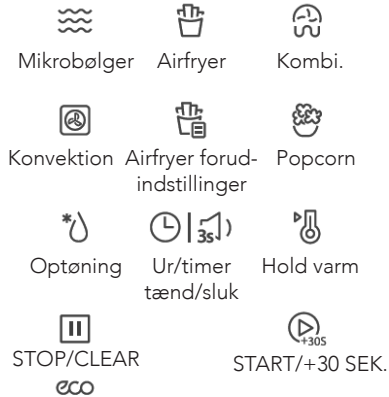 Mikrobølger Airfryer Kombi.
Konvektion Airfryer forud- Popcorn
indstillinger
3s
Optøning Ur/timer Hold varm
tænd/sluk
+30S
STOP/CLEAR START/+30 SEK.
eco